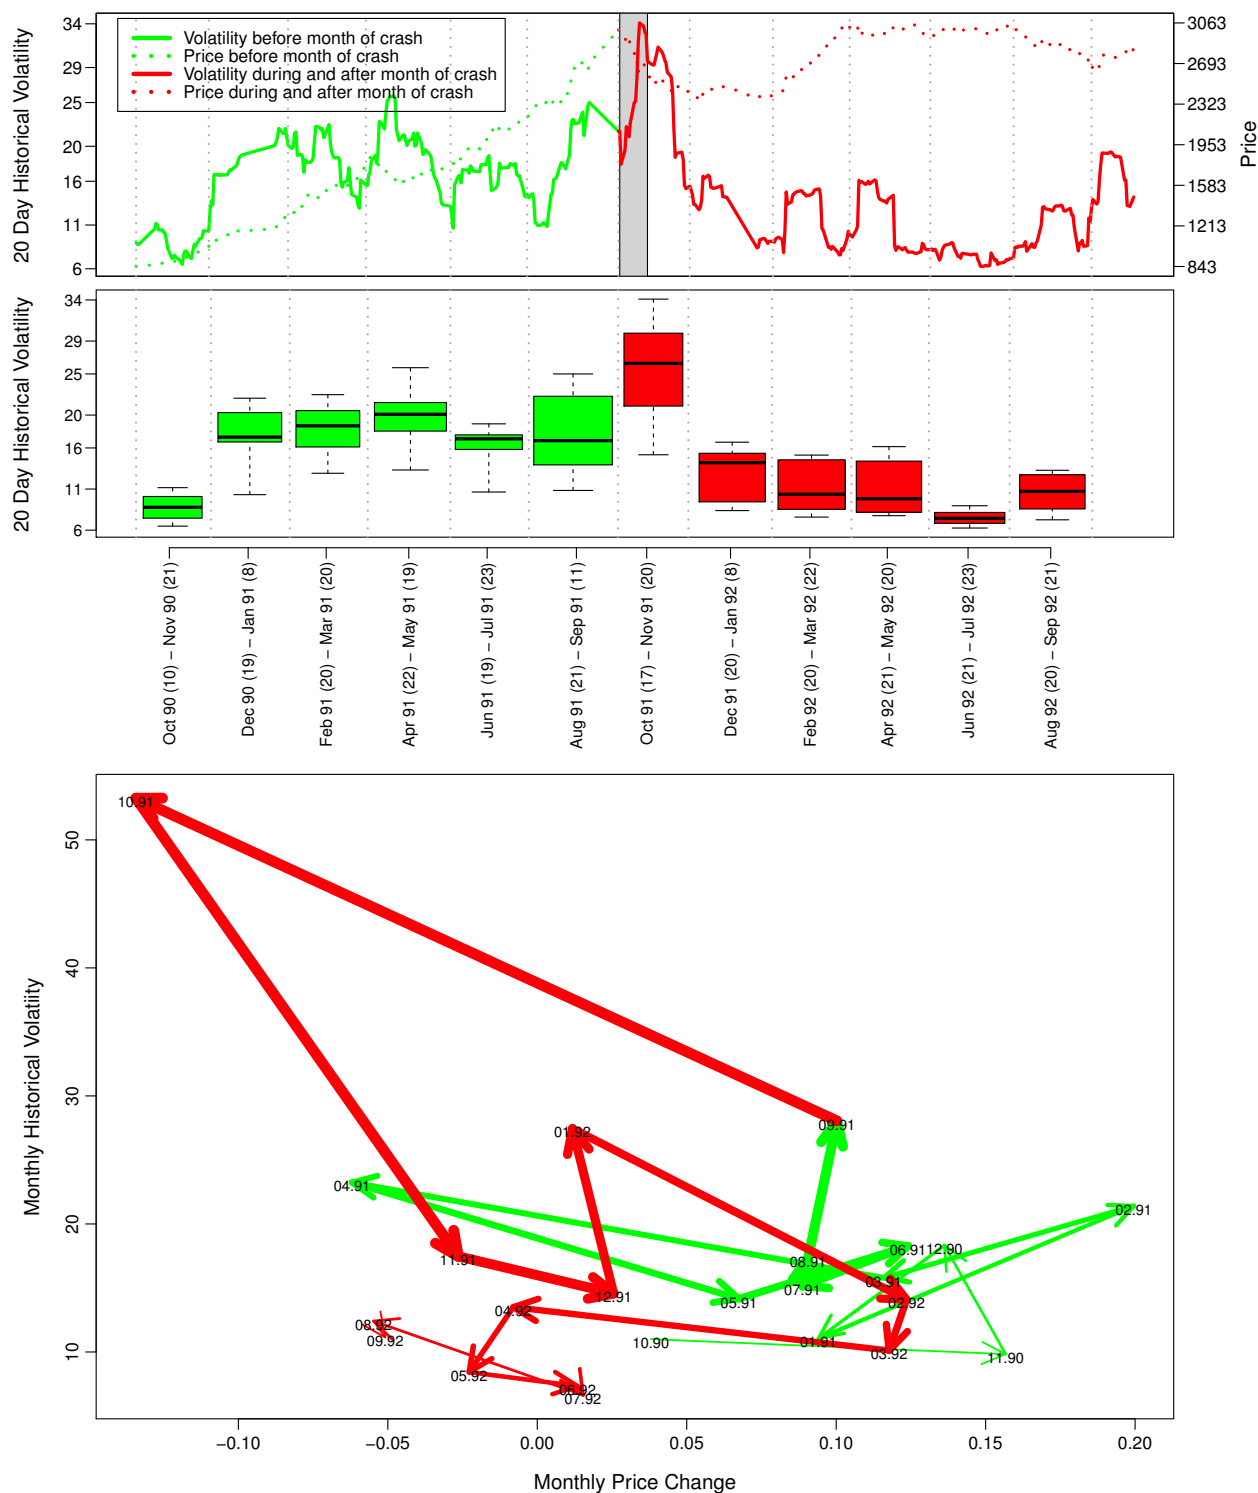 20 Day Historical Volatility
34
29
25
20
16
11
6
Volatility before month of crash
Price before month of crash
Volatility during and after month of crash
Price during and after month of crash
3063
2693
2323
1953
1583
1213
843
Price
20 Day Historical Volatility
34
29
25
20
16
11
6
Oct 90 (10) – Nov 90 (21)
Dec 90 (19) – Jan 91 (8)
Feb 91 (20) – Mar 91 (20)
Apr 91 (22) – May 91 (19)
Jun 91 (19) – Jul 91 (23)
Aug 91 (21) – Sep 91 (11)
Oct 91 (17) – Nov 91 (20)
Dec 91 (20) – Jan 92 (8)
Feb 92 (20) – Mar 92 (22)
Apr 92 (21) – May 92 (20)
Jun 92 (21) – Jul 92 (23)
Aug 92 (20) – Sep 92 (21)
Monthly Historical Volatiity
50
40
30
20
10
10.91
09.91
01.92
04.91
02.91
06.91
12.90
11.91
08.91
03.91
07.91
12.91
05.91
02.92
04.92
08.92
09.92
10.90
01.91
03.92
11.90
05.92
06.92
07.92
−0.10
−0.05
0.00
0.05
0.10
0.15
0.20
Monthly Price Change